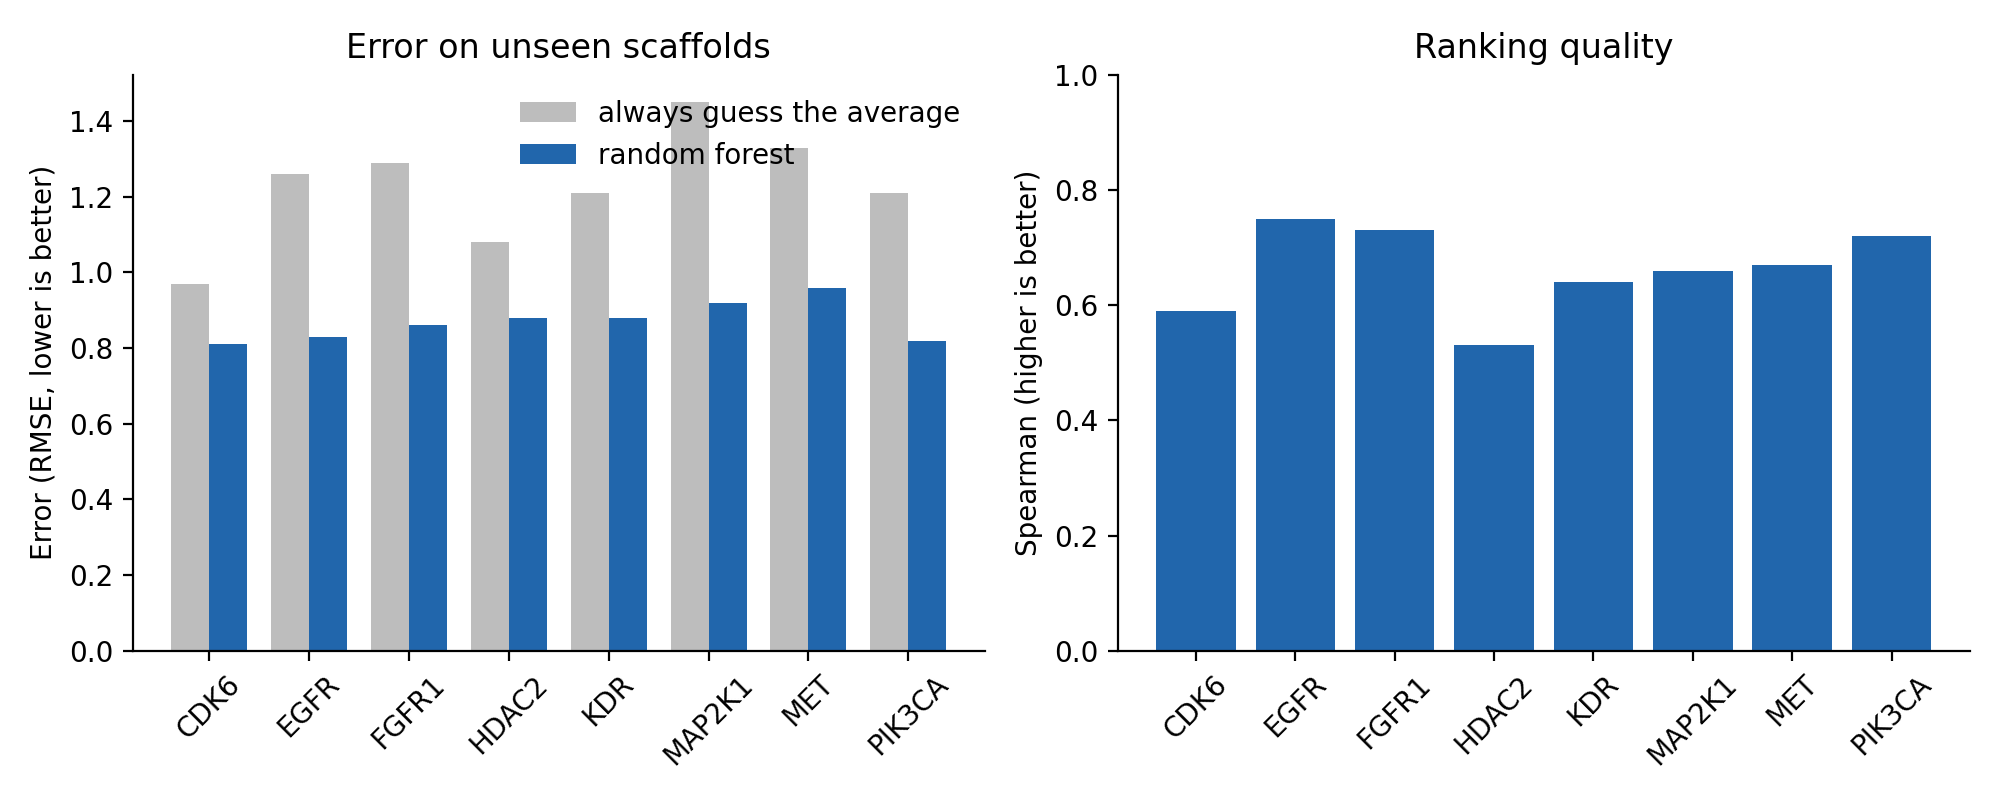 Error on unseen scaffolds
Error (RMSE, lower is better)
1.4
1.2
1.0
0.8
0.6
0.4
0.2
0.0
always guess the average
random forest
CDK6
EGFR
FGFR1
HDAC2
KDR
MAP2K1
MET
PIK3CA
Ranking quality
Spearman (higher is better)
1.0
0.8
0.6
0.4
0.2
0.0
CDK6
EGFR
FGFR1
HDAC2
KDR
MAP2K1
MET
PIK3CA